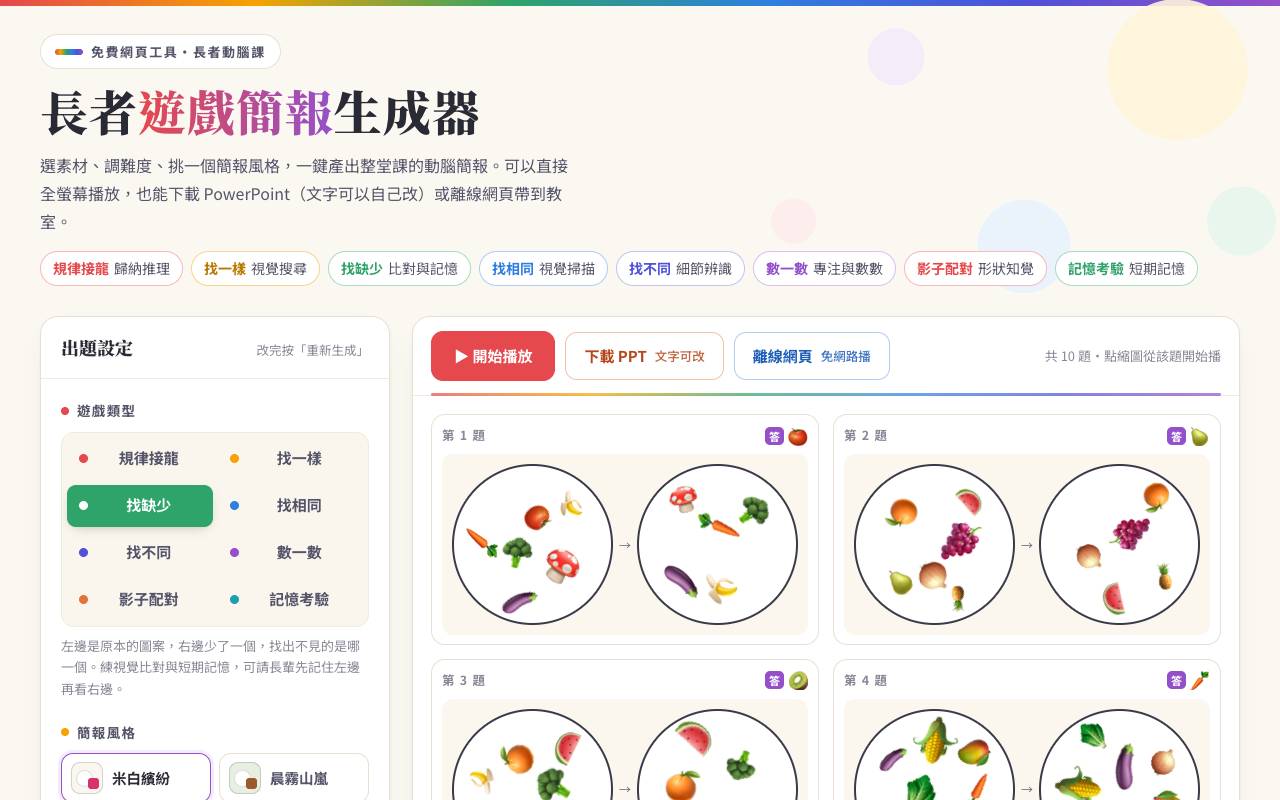 免費網頁工具・長者動腦課
長者遊戲簡報生成器
選素材、調難度、挑一個簡報風格，一鍵產出整堂課的動腦簡報。可以直接
全螢幕播放，也能下載 PowerPoint（文字可以自己改）或離線網頁帶到教
室。
規律接龍 歸納推理
找一樣 視覺搜尋
找缺少 比對與記憶
找相同 視覺掃描
找不同 細節辨識
數一數 專注與數數
影子配對 形狀知覺
記憶考驗 短期記憶
出題設定
改完按「重新生成」
遊戲類型
規律接龍
找一樣
找缺少
找相同
找不同
數一數
影子配對
記憶考驗
左邊是原本的圖案，右邊少了一個，找出不見的是哪
一個。練視覺比對與短期記憶，可請長輩先記住左邊
再看右邊。
簡報風格
米白繽紛
晨霧山嵐
▶ 開始播放
下載 PPT 文字可改
離線網頁 免網路播
共 10 題・點縮圖從該題開始播
第 1 題
答
→
第 2 題
答
→
第 3 題
答
→
第 4 題
答
→